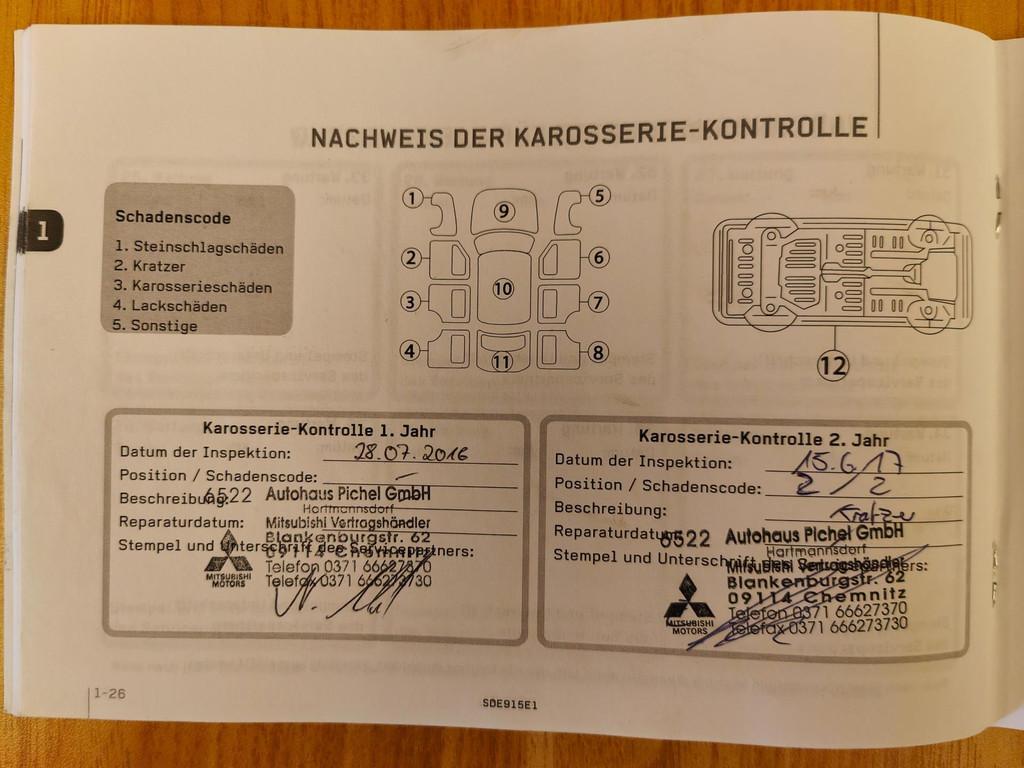 NACHWEIS DER KAROSSERIE-KONTROLLE
1
Schadenscode
1. Steinschlagschäden
2. Kratzer
3. Karosserieschäden
4. Lackschäden
5. Sonstige
1
9
5
2
6
10
3
7
4
11
8
12
Karosserie-Kontrolle 1. Jahr
Datum der Inspektion: 28.07.2016
Position / Schadenscode: –
Beschreibung:
Reparaturdatum:
Stempel und Unterschrift des Servicepartners:
6522 Autohaus Pichel GmbH
Hartmannsdorf
Mitsubishi Vertragshändler
Blankenburgstr. 62
09114 Chemnitz
Telefon 0371 66627370
Telefax 0371 666273730
MITSUBISHI
MOTORS
Karosserie-Kontrolle 2. Jahr
Datum der Inspektion: 15.6.17
Position / Schadenscode: 2 / 2
Beschreibung: Kratzer
Reparaturdatum:
Stempel und Unterschrift des Servicepartners:
6522 Autohaus Pichel GmbH
Hartmannsdorf
Mitsubishi Vertragshändler
Blankenburgstr. 62
09114 Chemnitz
Telefon 0371 66627370
Telefax 0371 666273730
MITSUBISHI
MOTORS
1-26
SDE915E1